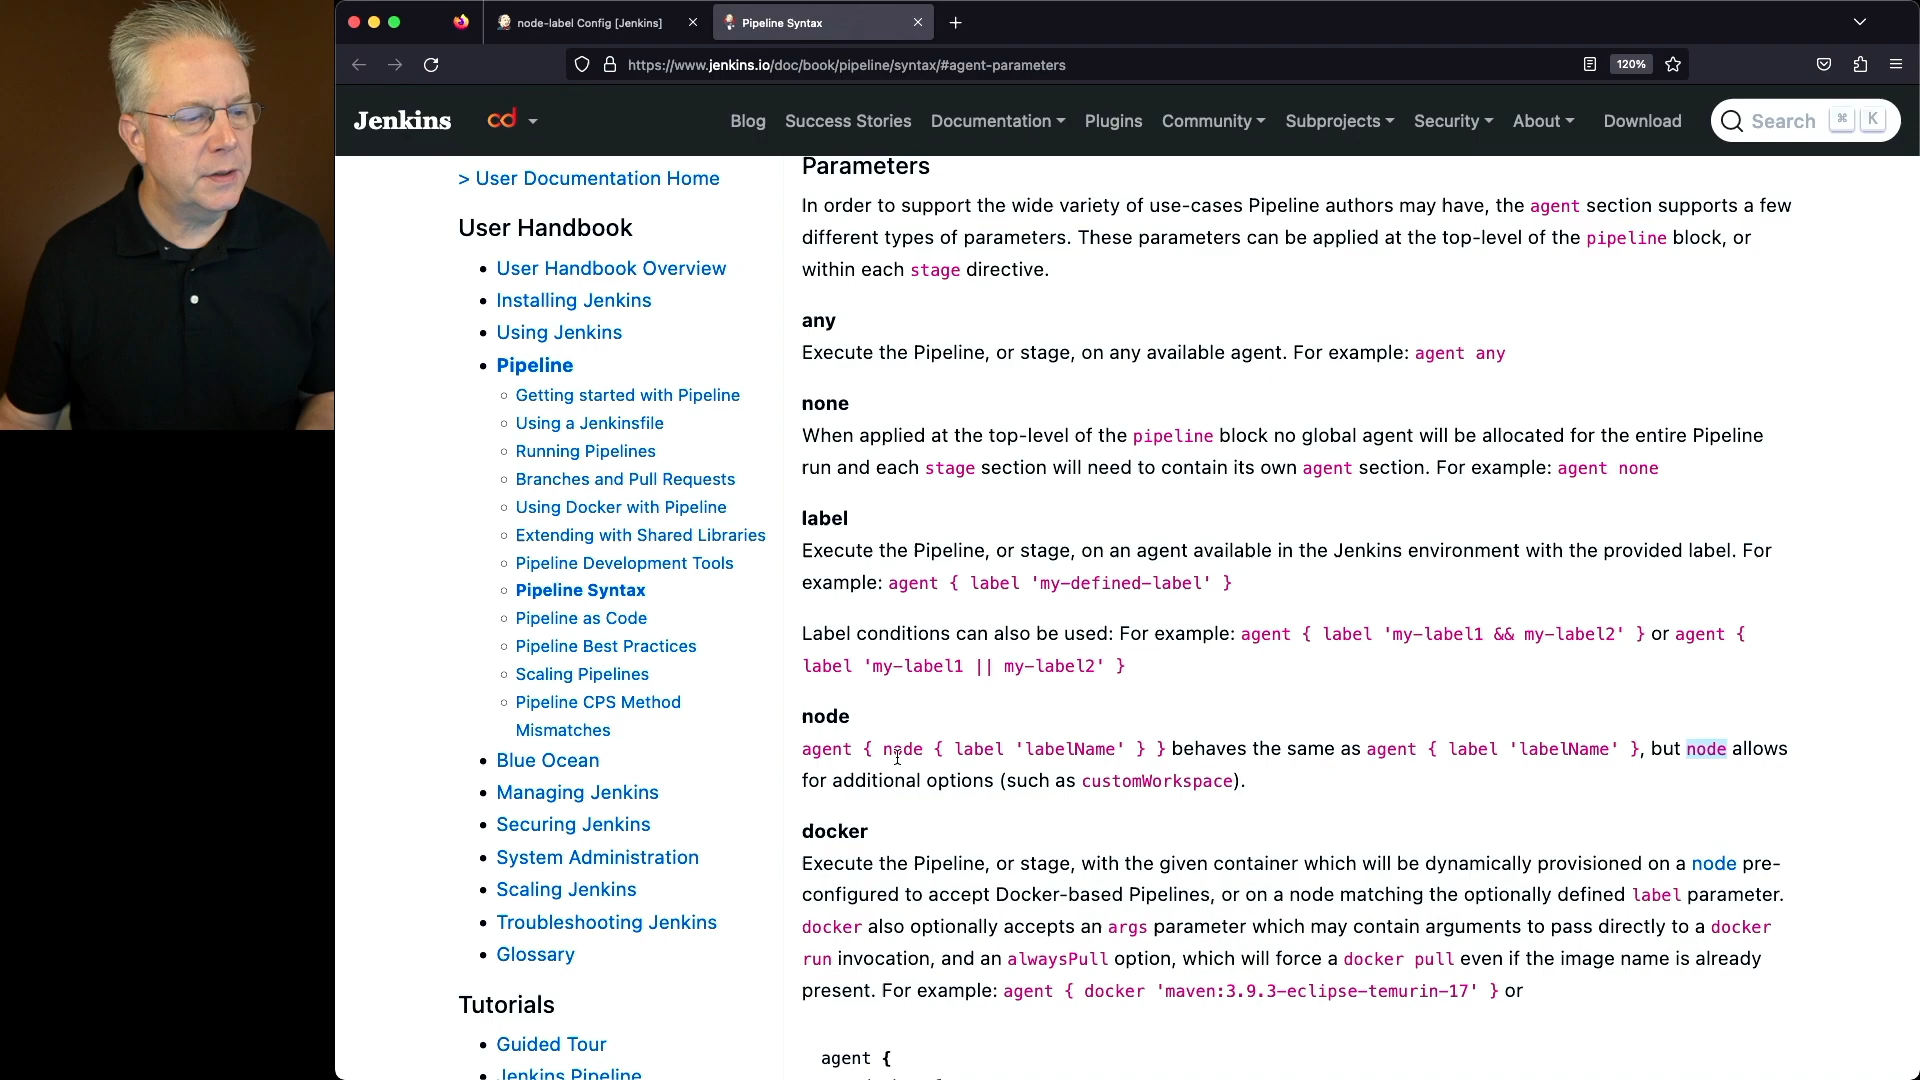 node-label Config [Jenkins]
Pipeline Syntax
https://www.jenkins.io/doc/book/pipeline/syntax/#agent-parameters
120%
Jenkins
cd
Blog
Success Stories
Documentation
Plugins
Community
Subprojects
Security
About
Download
Search
⌘
K
> User Documentation Home
User Handbook
User Handbook Overview
Installing Jenkins
Using Jenkins
Pipeline
Getting started with Pipeline
Using a Jenkinsfile
Running Pipelines
Branches and Pull Requests
Using Docker with Pipeline
Extending with Shared Libraries
Pipeline Development Tools
Pipeline Syntax
Pipeline as Code
Pipeline Best Practices
Scaling Pipelines
Pipeline CPS Method
Mismatches
Blue Ocean
Managing Jenkins
Securing Jenkins
System Administration
Scaling Jenkins
Troubleshooting Jenkins
Glossary
Tutorials
Guided Tour
Jenkins Pipeline
Parameters
In order to support the wide variety of use-cases Pipeline authors may have, the agent section supports a few
different types of parameters. These parameters can be applied at the top-level of the pipeline block, or
within each stage directive.
any
Execute the Pipeline, or stage, on any available agent. For example: agent any
none
When applied at the top-level of the pipeline block no global agent will be allocated for the entire Pipeline
run and each stage section will need to contain its own agent section. For example: agent none
label
Execute the Pipeline, or stage, on an agent available in the Jenkins environment with the provided label. For
example: agent { label 'my-defined-label' }
Label conditions can also be used: For example: agent { label 'my-label1 && my-label2' } or agent {
label 'my-label1 || my-label2' }
node
agent { node { label 'labelName' } } behaves the same as agent { label 'labelName' }, but node allows
for additional options (such as customWorkspace).
docker
Execute the Pipeline, or stage, with the given container which will be dynamically provisioned on a node pre-
configured to accept Docker-based Pipelines, or on a node matching the optionally defined label parameter.
docker also optionally accepts an args parameter which may contain arguments to pass directly to a docker
run invocation, and an alwaysPull option, which will force a docker pull even if the image name is already
present. For example: agent { docker 'maven:3.9.3-eclipse-temurin-17' } or
agent {